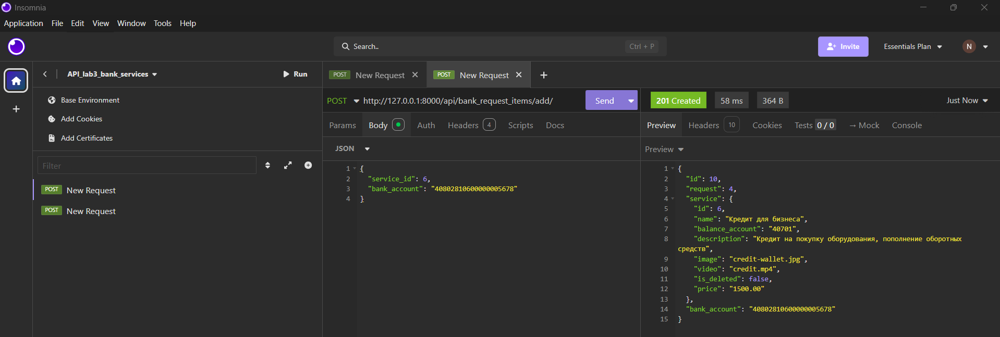 Insomnia
Application File Edit View Window Tools Help
Search.. Ctrl + P
Invite
Essentials Plan
N
API_lab3_bank_services
Run
Base Environment
Add Cookies
Add Certificates
Filter
POST New Request
POST New Request
POST New Request
POST New Request
POST http://127.0.0.1:8000/api/bank_request_items/add/
Send
Params Body Auth Headers 4 Scripts Docs
JSON
1 {
2 "service_id": 6,
3 "bank_account": "40802810600000005678"
4 }
201 Created 58 ms 364 B
Just Now
Preview Headers 10 Cookies Tests 0 / 0 → Mock Console
Preview
1 {
2 "id": 10,
3 "request": 4,
4 "service": {
5 "id": 6,
6 "name": "Кредит для бизнеса",
7 "balance_account": "40701",
8 "description": "Кредит на покупку оборудования, пополнение оборотных
средств",
9 "image": "credit-wallet.jpg",
10 "video": "credit.mp4",
11 "is_deleted": false,
12 "price": "1500.00"
13 },
14 "bank_account": "40802810600000005678"
15 }